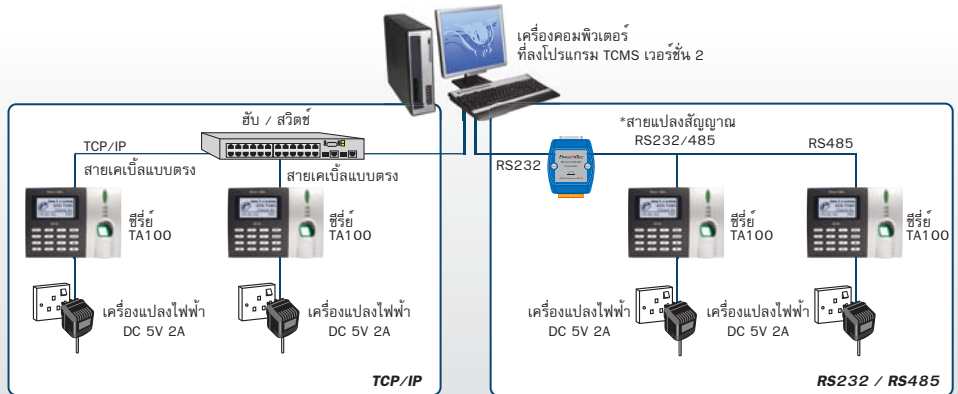 เครื่องคอมพิวเตอร์
ที่ลงโปรแกรม TCMS เวอร์ชั่น 2
ฮับ / สวิตช์
TCP/IP
สายเคเบิ้ลแบบตรง
สายเคเบิ้ลแบบตรง
ซีรี่ย์
TA100
ซีรี่ย์
TA100
เครื่องแปลงไฟฟ้า
DC 5V 2A
เครื่องแปลงไฟฟ้า
DC 5V 2A
TCP/IP
*สายแปลงสัญญาณ
RS232/485
RS232
RS485
ซีรี่ย์
TA100
ซีรี่ย์
TA100
เครื่องแปลงไฟฟ้า
DC 5V 2A
เครื่องแปลงไฟฟ้า
DC 5V 2A
RS232 / RS485